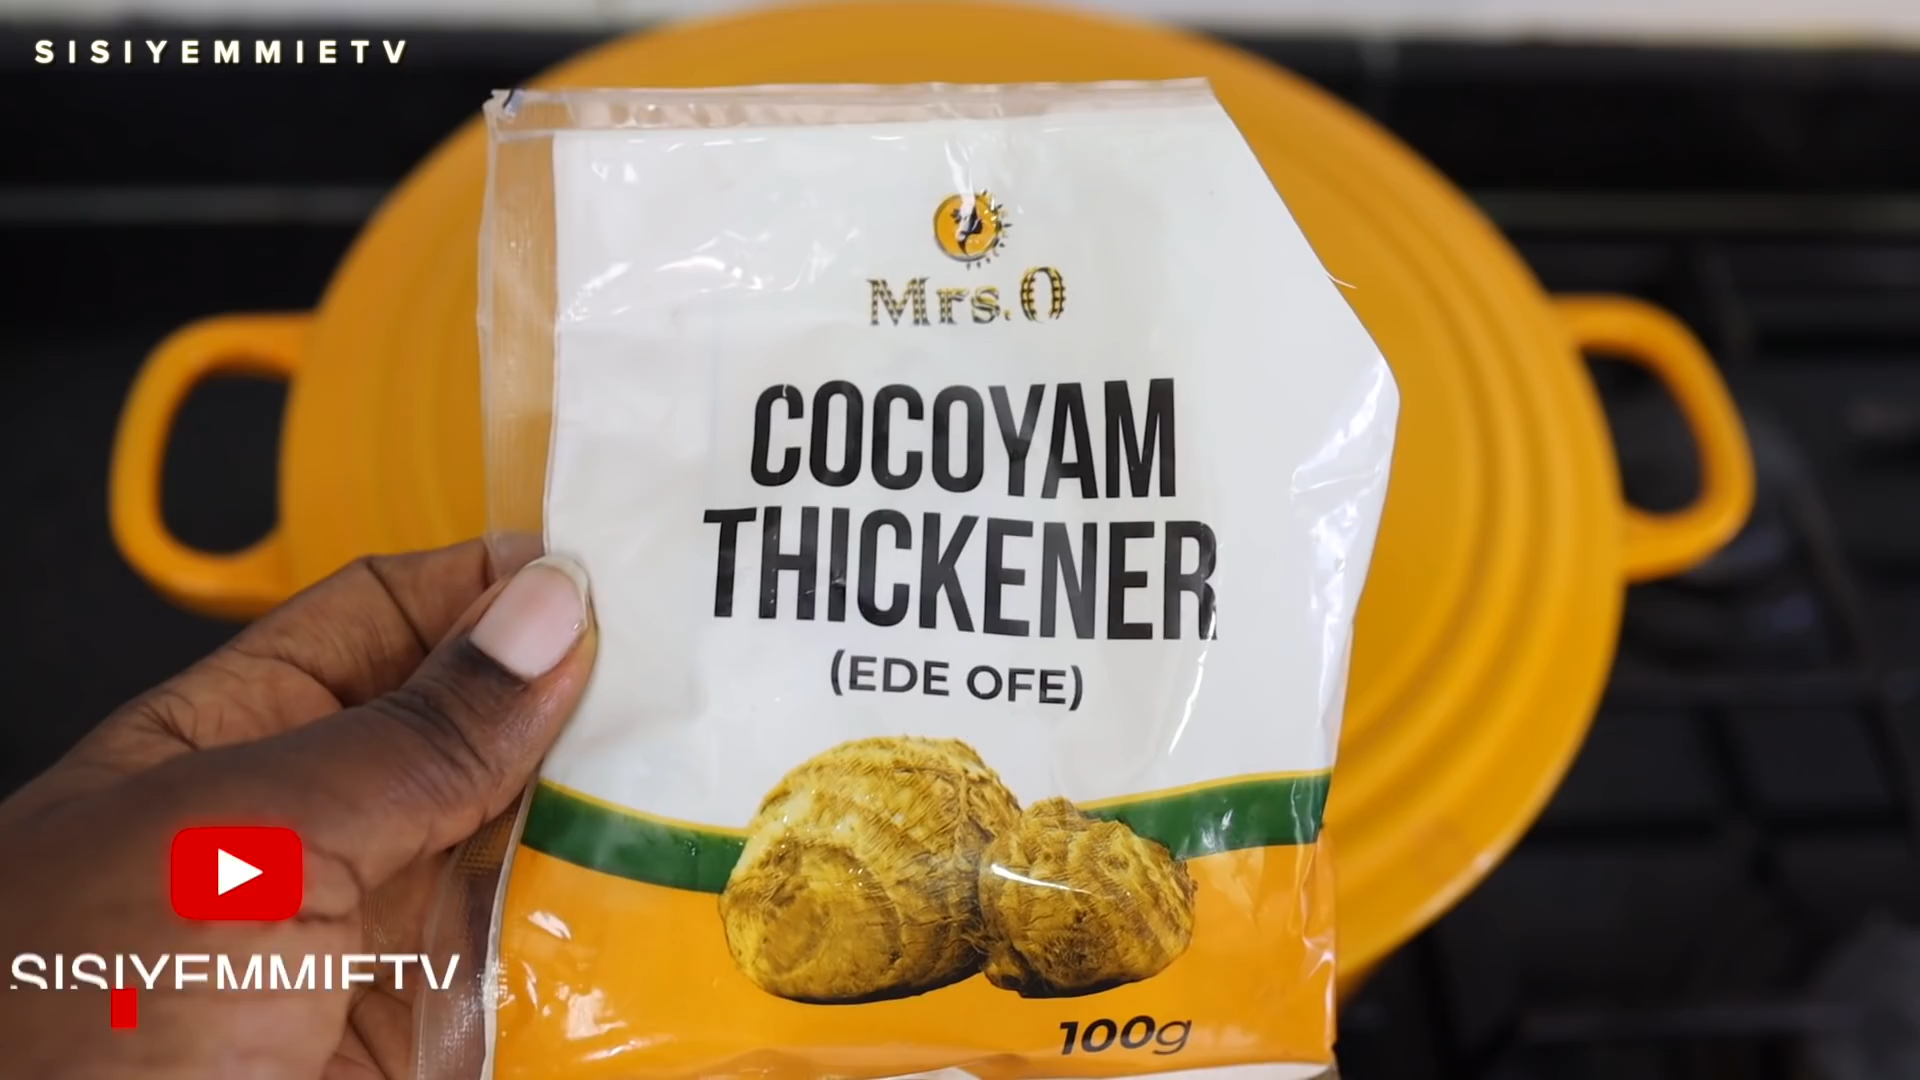 SISIYEMMIETV
Mrs. O
COCOYAM
THICKENER
(EDE OFE)
100g
SISIYEMMIETV